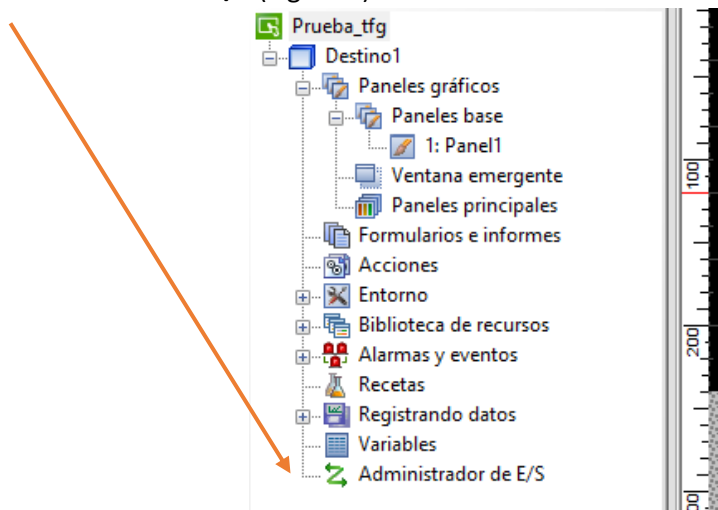 Prueba_tfg
Destino1
Paneles gráficos
Paneles base
1: Panel1
Ventana emergente
Paneles principales
Formularios e informes
Acciones
Entorno
Biblioteca de recursos
Alarmas y eventos
Recetas
Registrando datos
Variables
Administrador de E/S
100
200